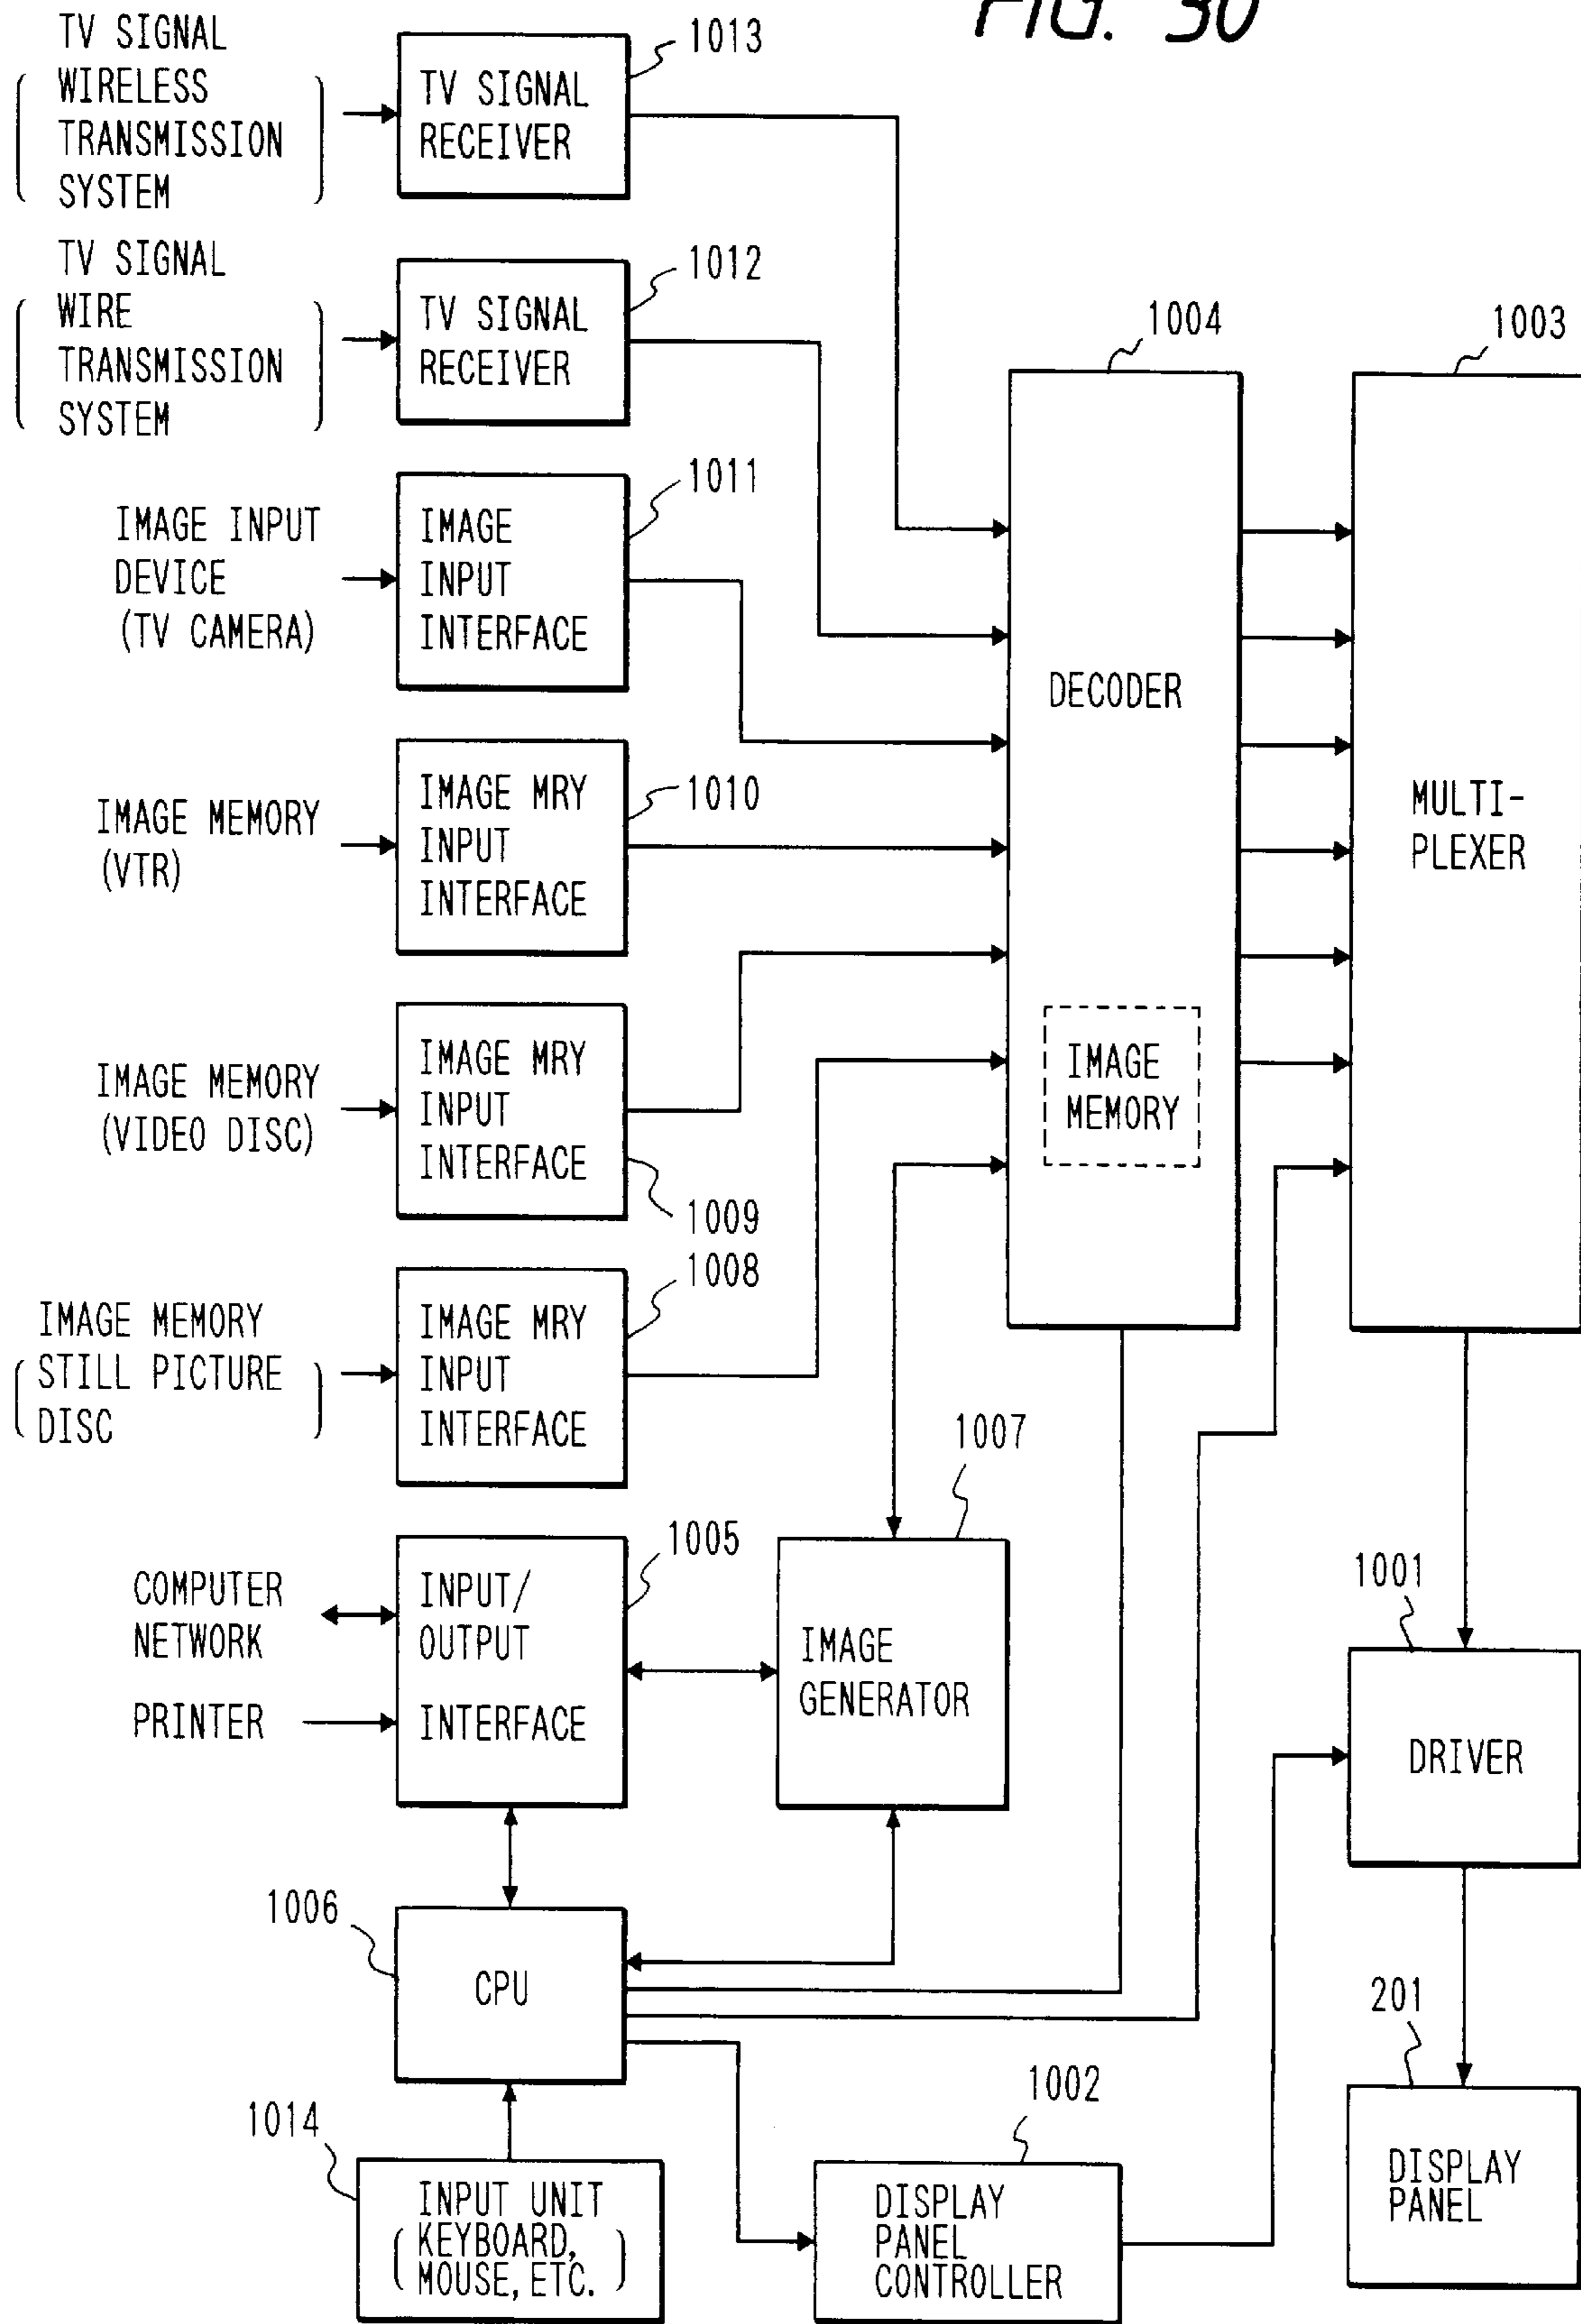 FIG. 30
TV SIGNAL
WIRELESS
TRANSMISSION
SYSTEM
1013
TV SIGNAL
RECEIVER
TV SIGNAL
WIRE
TRANSMISSION
SYSTEM
1012
TV SIGNAL
RECEIVER
IMAGE INPUT
DEVICE
(TV CAMERA)
1011
IMAGE
INPUT
INTERFACE
IMAGE MEMORY
(VTR)
1010
IMAGE MRY
INPUT
INTERFACE
IMAGE MEMORY
(VIDEO DISC)
IMAGE MRY
INPUT
INTERFACE
1009
IMAGE MEMORY
STILL PICTURE
DISC
1008
IMAGE MRY
INPUT
INTERFACE
1004
DECODER
IMAGE
MEMORY
1003
MULTI-
PLEXER
COMPUTER
NETWORK
PRINTER
1005
INPUT/
OUTPUT
INTERFACE
1007
IMAGE
GENERATOR
1001
DRIVER
1006
CPU
201
DISPLAY
PANEL
1014
INPUT UNIT
(KEYBOARD,
MOUSE, ETC.)
1002
DISPLAY
PANEL
CONTROLLER